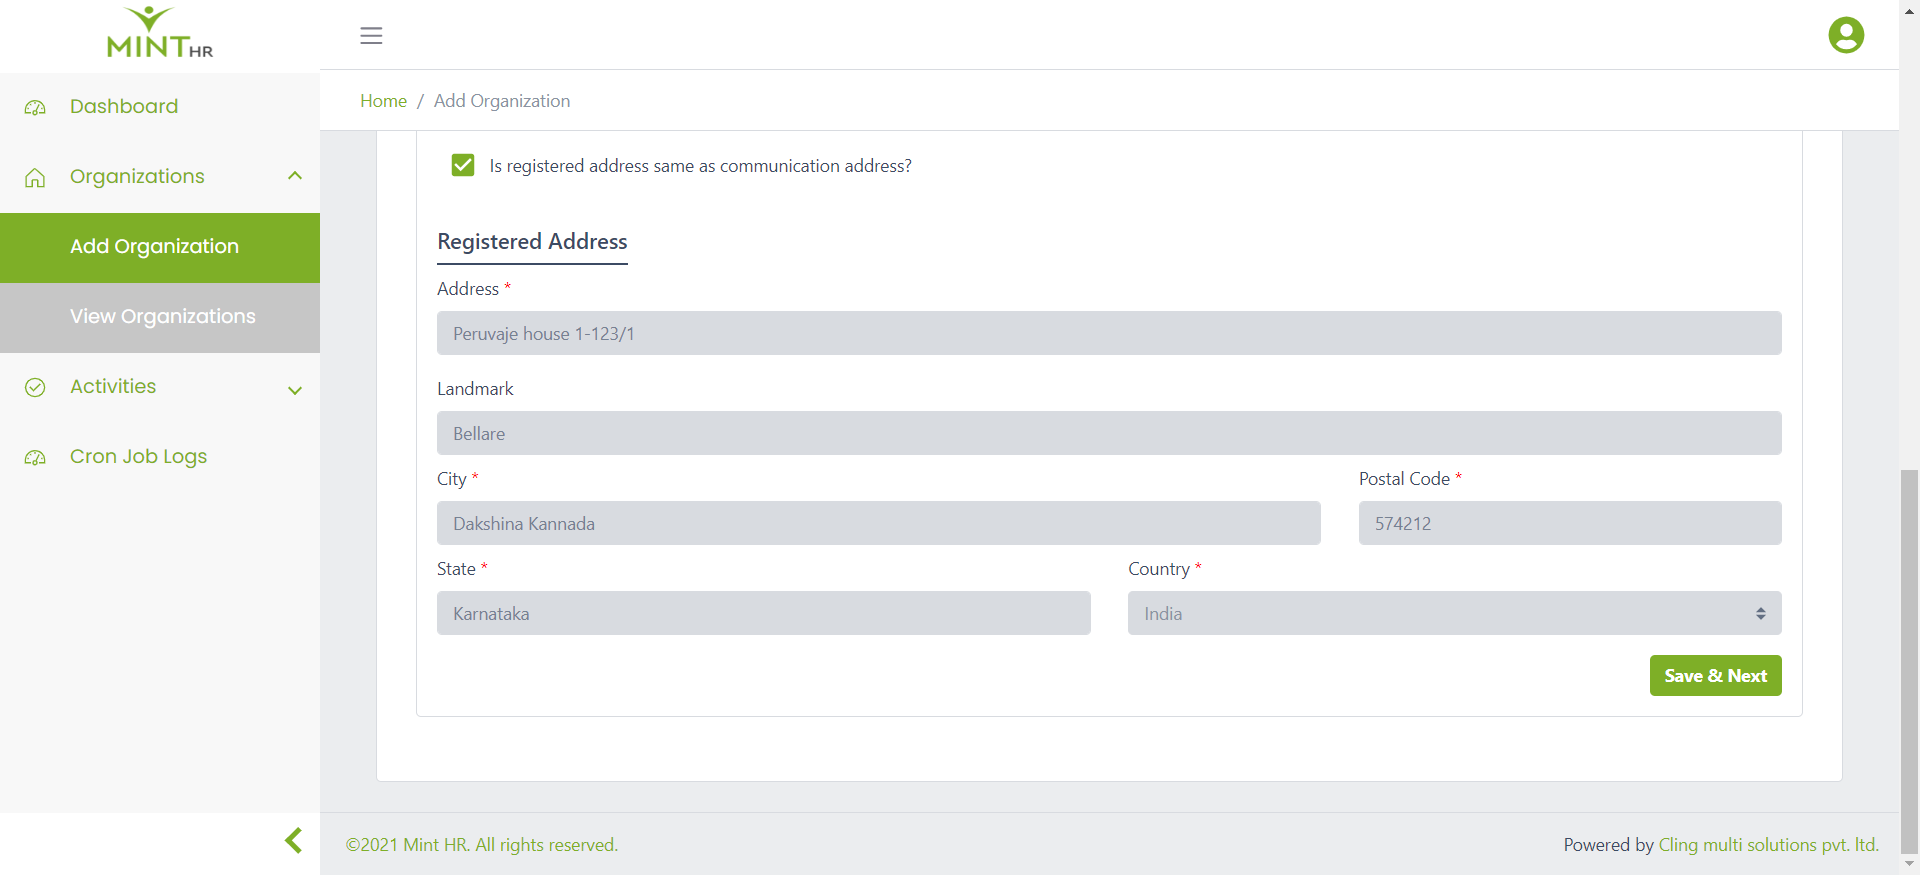 MINT HR
Dashboard
Organizations
Add Organization
View Organizations
Activities
Cron Job Logs
Home / Add Organization
Is registered address same as communication address?
Registered Address
Address *
Peruvaje house 1-123/1
Landmark
Bellare
City *
Postal Code *
Dakshina Kannada
574212
State *
Country *
Karnataka
India
Save & Next
©2021 Mint HR. All rights reserved.
Powered by Cling multi solutions pvt. ltd.